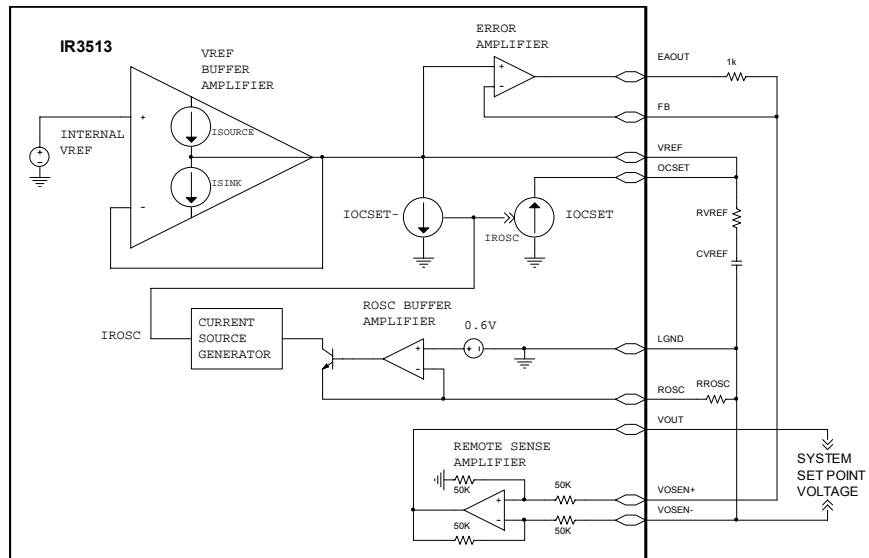 IR3513
VREF
BUFFER
AMPLIFIER
ERROR
AMPLIFIER
EAOUT
1k
+
-
FB
+
INTERNAL
VREF
+
-
ISOURCE
ISINK
-
VREF
OCSET
IOCSET-
IROSC
IOCSET
RVREF
CVREF
IROSC
CURRENT
SOURCE
GENERATOR
ROSC BUFFER
AMPLIFIER
0.6V
+
-
+ -
LGND
ROSC
RROSC
VOUT
REMOTE SENSE
AMPLIFIER
50K
50K
+
-
50K
50K
VOSEN+
VOSEN-
SYSTEM
SET POINT
VOLTAGE